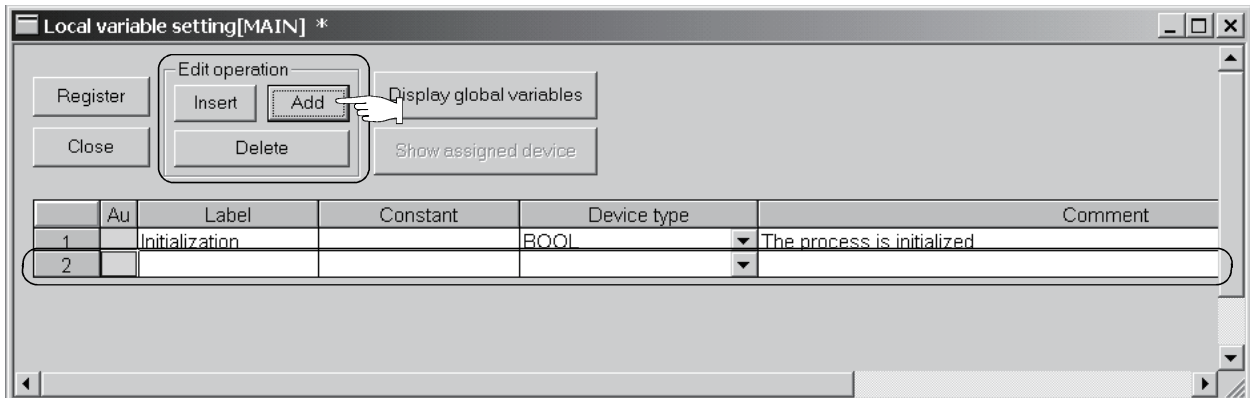 Local variable setting[MAIN] *
Edit operation
Register
Insert
Add
Display global variables
Close
Delete
Show assigned device
Au Label Constant Device type Comment
1 Initialization BOOL The process is initialized
2